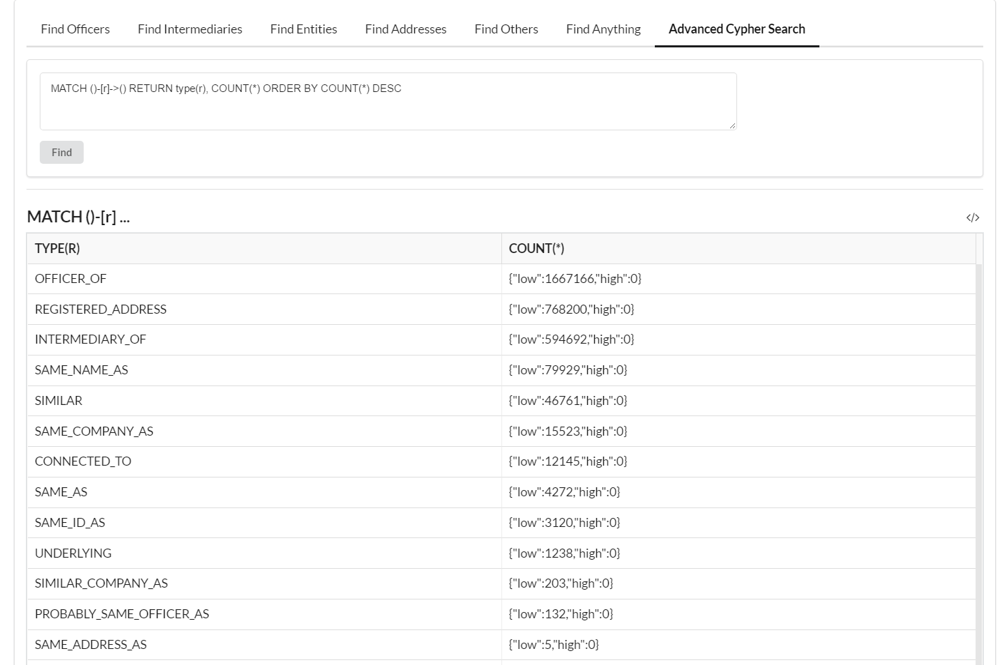 Find Officers Find Intermediaries Find Entities Find Addresses Find Others Find Anything Advanced Cypher Search
MATCH ()-[r]->() RETURN type(r), COUNT(*) ORDER BY COUNT(*) DESC
Find
MATCH ()-[r] ... </>
TYPE(R) COUNT(*)
OFFICER_OF {"low":1667166,"high":0}
REGISTERED_ADDRESS {"low":768200,"high":0}
INTERMEDIARY_OF {"low":594692,"high":0}
SAME_NAME_AS {"low":79929,"high":0}
SIMILAR {"low":46761,"high":0}
SAME_COMPANY_AS {"low":15523,"high":0}
CONNECTED_TO {"low":12145,"high":0}
SAME_AS {"low":4272,"high":0}
SAME_ID_AS {"low":3120,"high":0}
UNDERLYING {"low":1238,"high":0}
SIMILAR_COMPANY_AS {"low":203,"high":0}
PROBABLY_SAME_OFFICER_AS {"low":132,"high":0}
SAME_ADDRESS_AS {"low":5,"high":0}